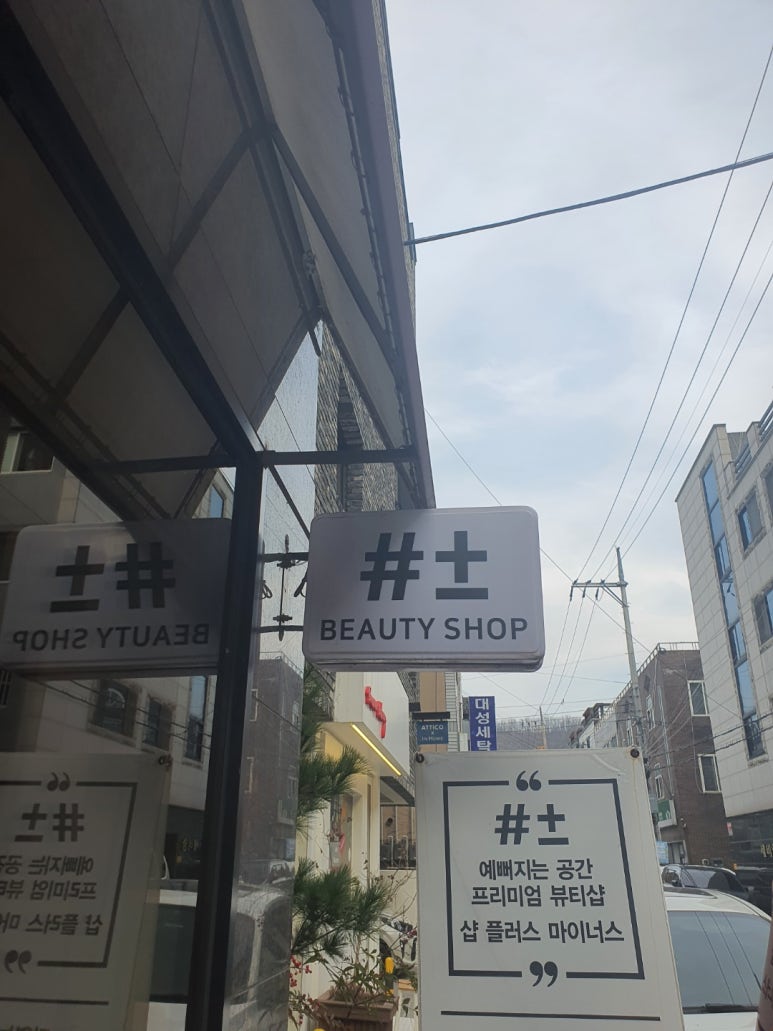 #±
BEAUTY SHOP
대성세탁
ATTICO
“
#±
예뻐지는 공간
프리미엄 뷰티샵
샵 플러스 마이너스
”